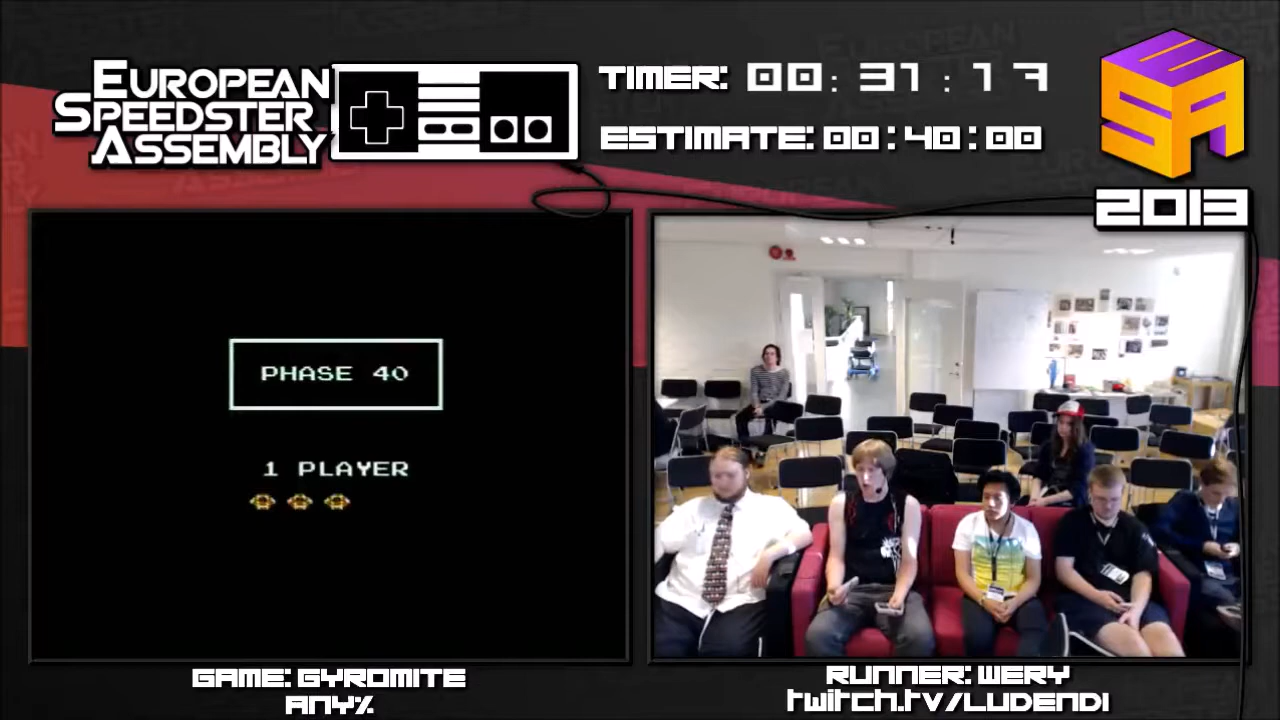 EUROPEAN
SPEEDSTER
ASSEMBLY
TIMER: 00:31:17
ESTIMATE: 00:40:00
ESA
2013
PHASE 40
1 PLAYER
GAME: GYROMITE
ANY%
RUNNER: WERY
TWITCH.TV/LUDENDI